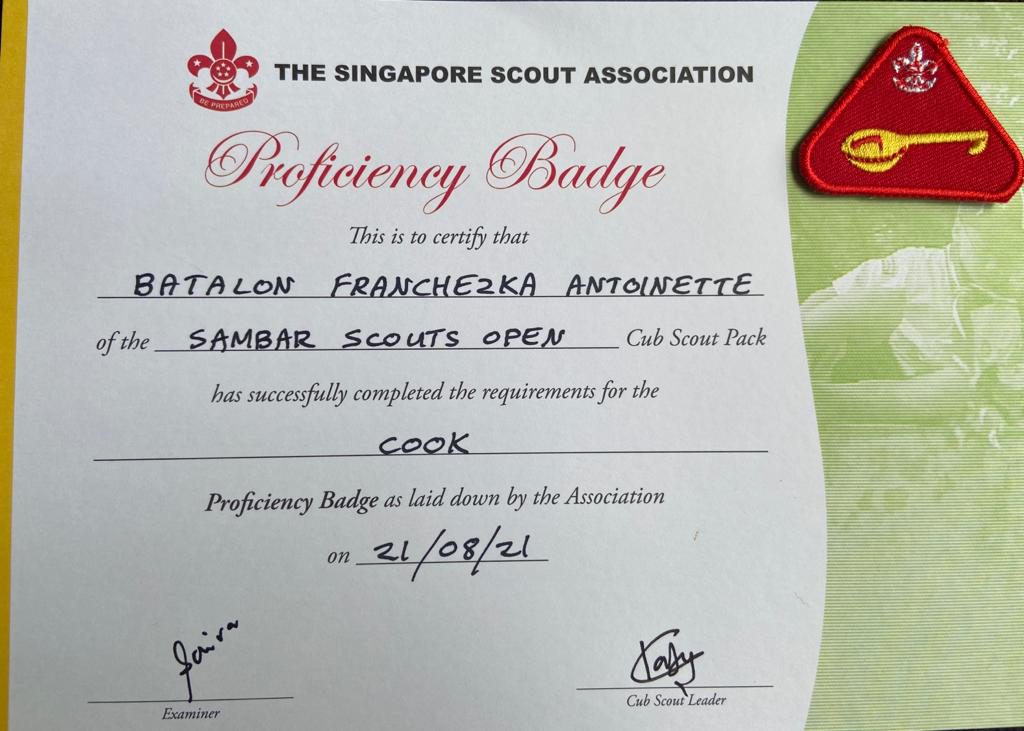 BE PREPARED
THE SINGAPORE SCOUT ASSOCIATION
Proficiency Badge
This is to certify that
BATALON FRANCHEZKA ANTOINETTE
of the SAMBAR SCOUTS OPEN Cub Scout Pack
has successfully completed the requirements for the
COOK
Proficiency Badge as laid down by the Association
on 21/08/21
Examiner
Cub Scout Leader